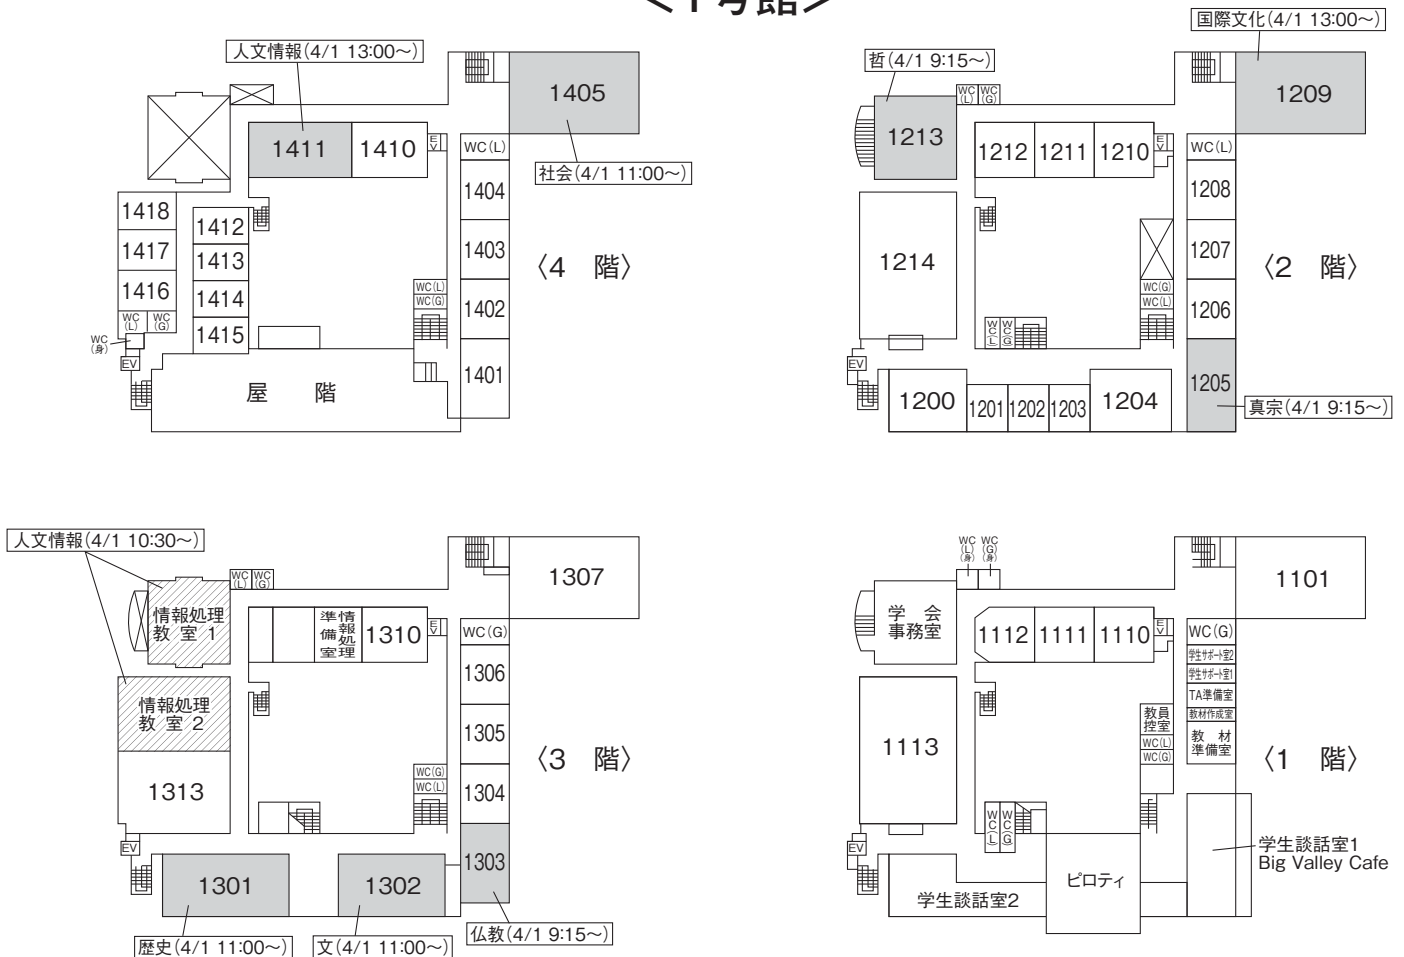 <1号館>
人文情報(4/1 13:00〜)
1405
1411
1410
EV
WC(L)
社会(4/1 11:00〜)
1404
1418
1412
1417
1413
1403
〈4 階〉
1416
1414
WC(L)
WC(G)
1402
WC(L)
WC(G)
1415
WC(身)
EV
1401
屋 階
国際文化(4/1 13:00〜)
哲(4/1 9:15〜)
WC(L)
WC(G)
1209
1213
1212
1211
1210
EV
WC(L)
1208
1214
1207
〈2 階〉
WC(G)
WC(L)
1206
WC(L)
WC(G)
EV
1205
1200
1201
1202
1203
1204
真宗(4/1 9:15〜)
人文情報(4/1 10:30〜)
WC(L)
WC(G)
1307
情報処理
教室1
情報処理
準備室
1310
EV
WC(G)
1306
情報処理
教室2
1305
〈3 階〉
1313
WC(G)
WC(L)
1304
EV
1303
1301
1302
歴史(4/1 11:00〜)
文(4/1 11:00〜)
仏教(4/1 9:15〜)
WC(L)(身)
WC(G)(身)
1101
学会
事務室
1112
1111
1110
EV
WC(G)
学生サポート室2
学生サポート室1
TA準備室
教材作成室
教材
準備室
教員
控室
WC(L)
WC(G)
1113
〈1 階〉
WC(L)
WC(G)
EV
学生談話室1
Big Valley Cafe
ピロティ
学生談話室2